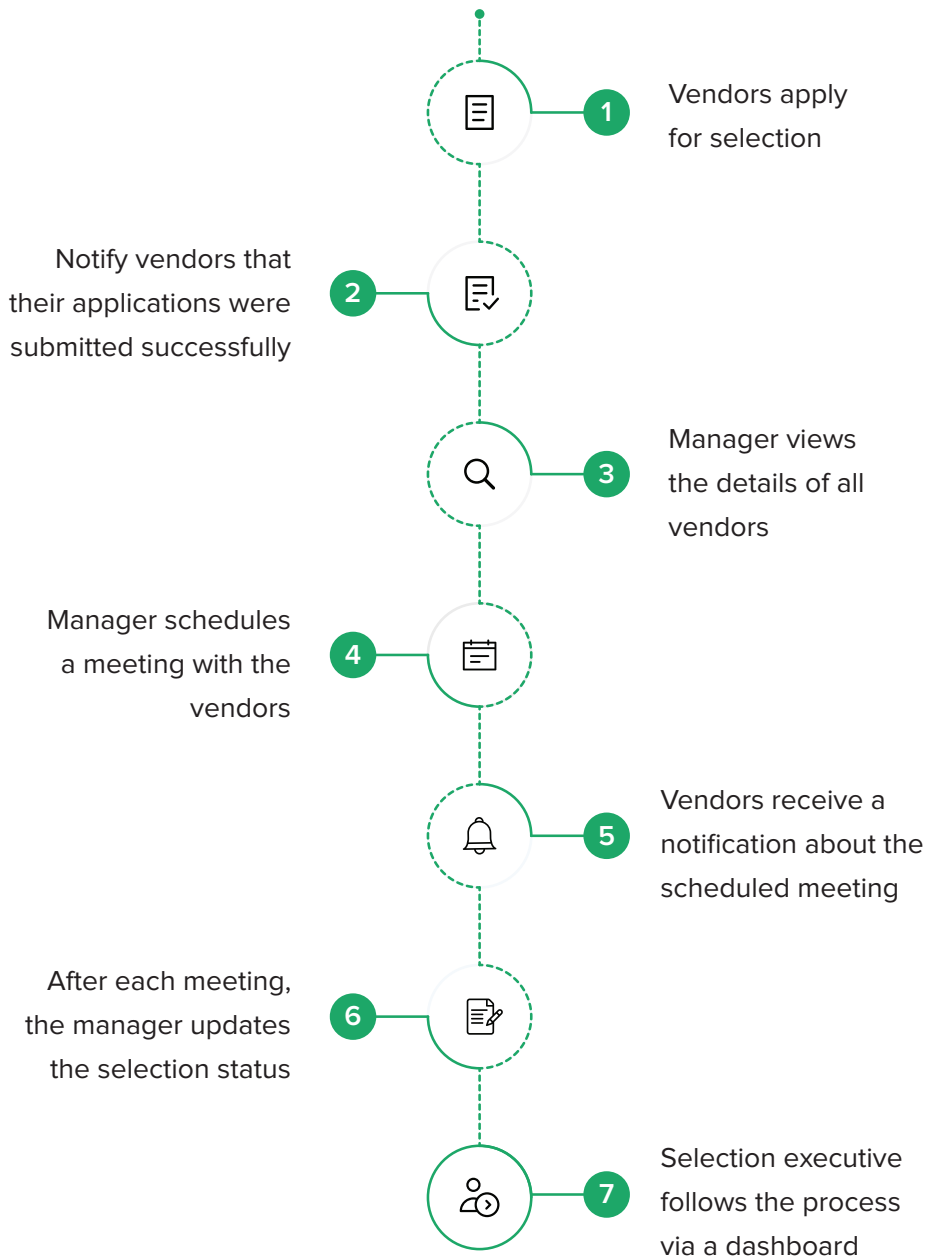 1
Vendors apply
for selection
2
Notify vendors that
their applications were
submitted successfully
3
Manager views
the details of all
vendors
4
Manager schedules
a meeting with the
vendors
5
Vendors receive a
notification about the
scheduled meeting
6
After each meeting,
the manager updates
the selection status
7
Selection executive
follows the process
via a dashboard